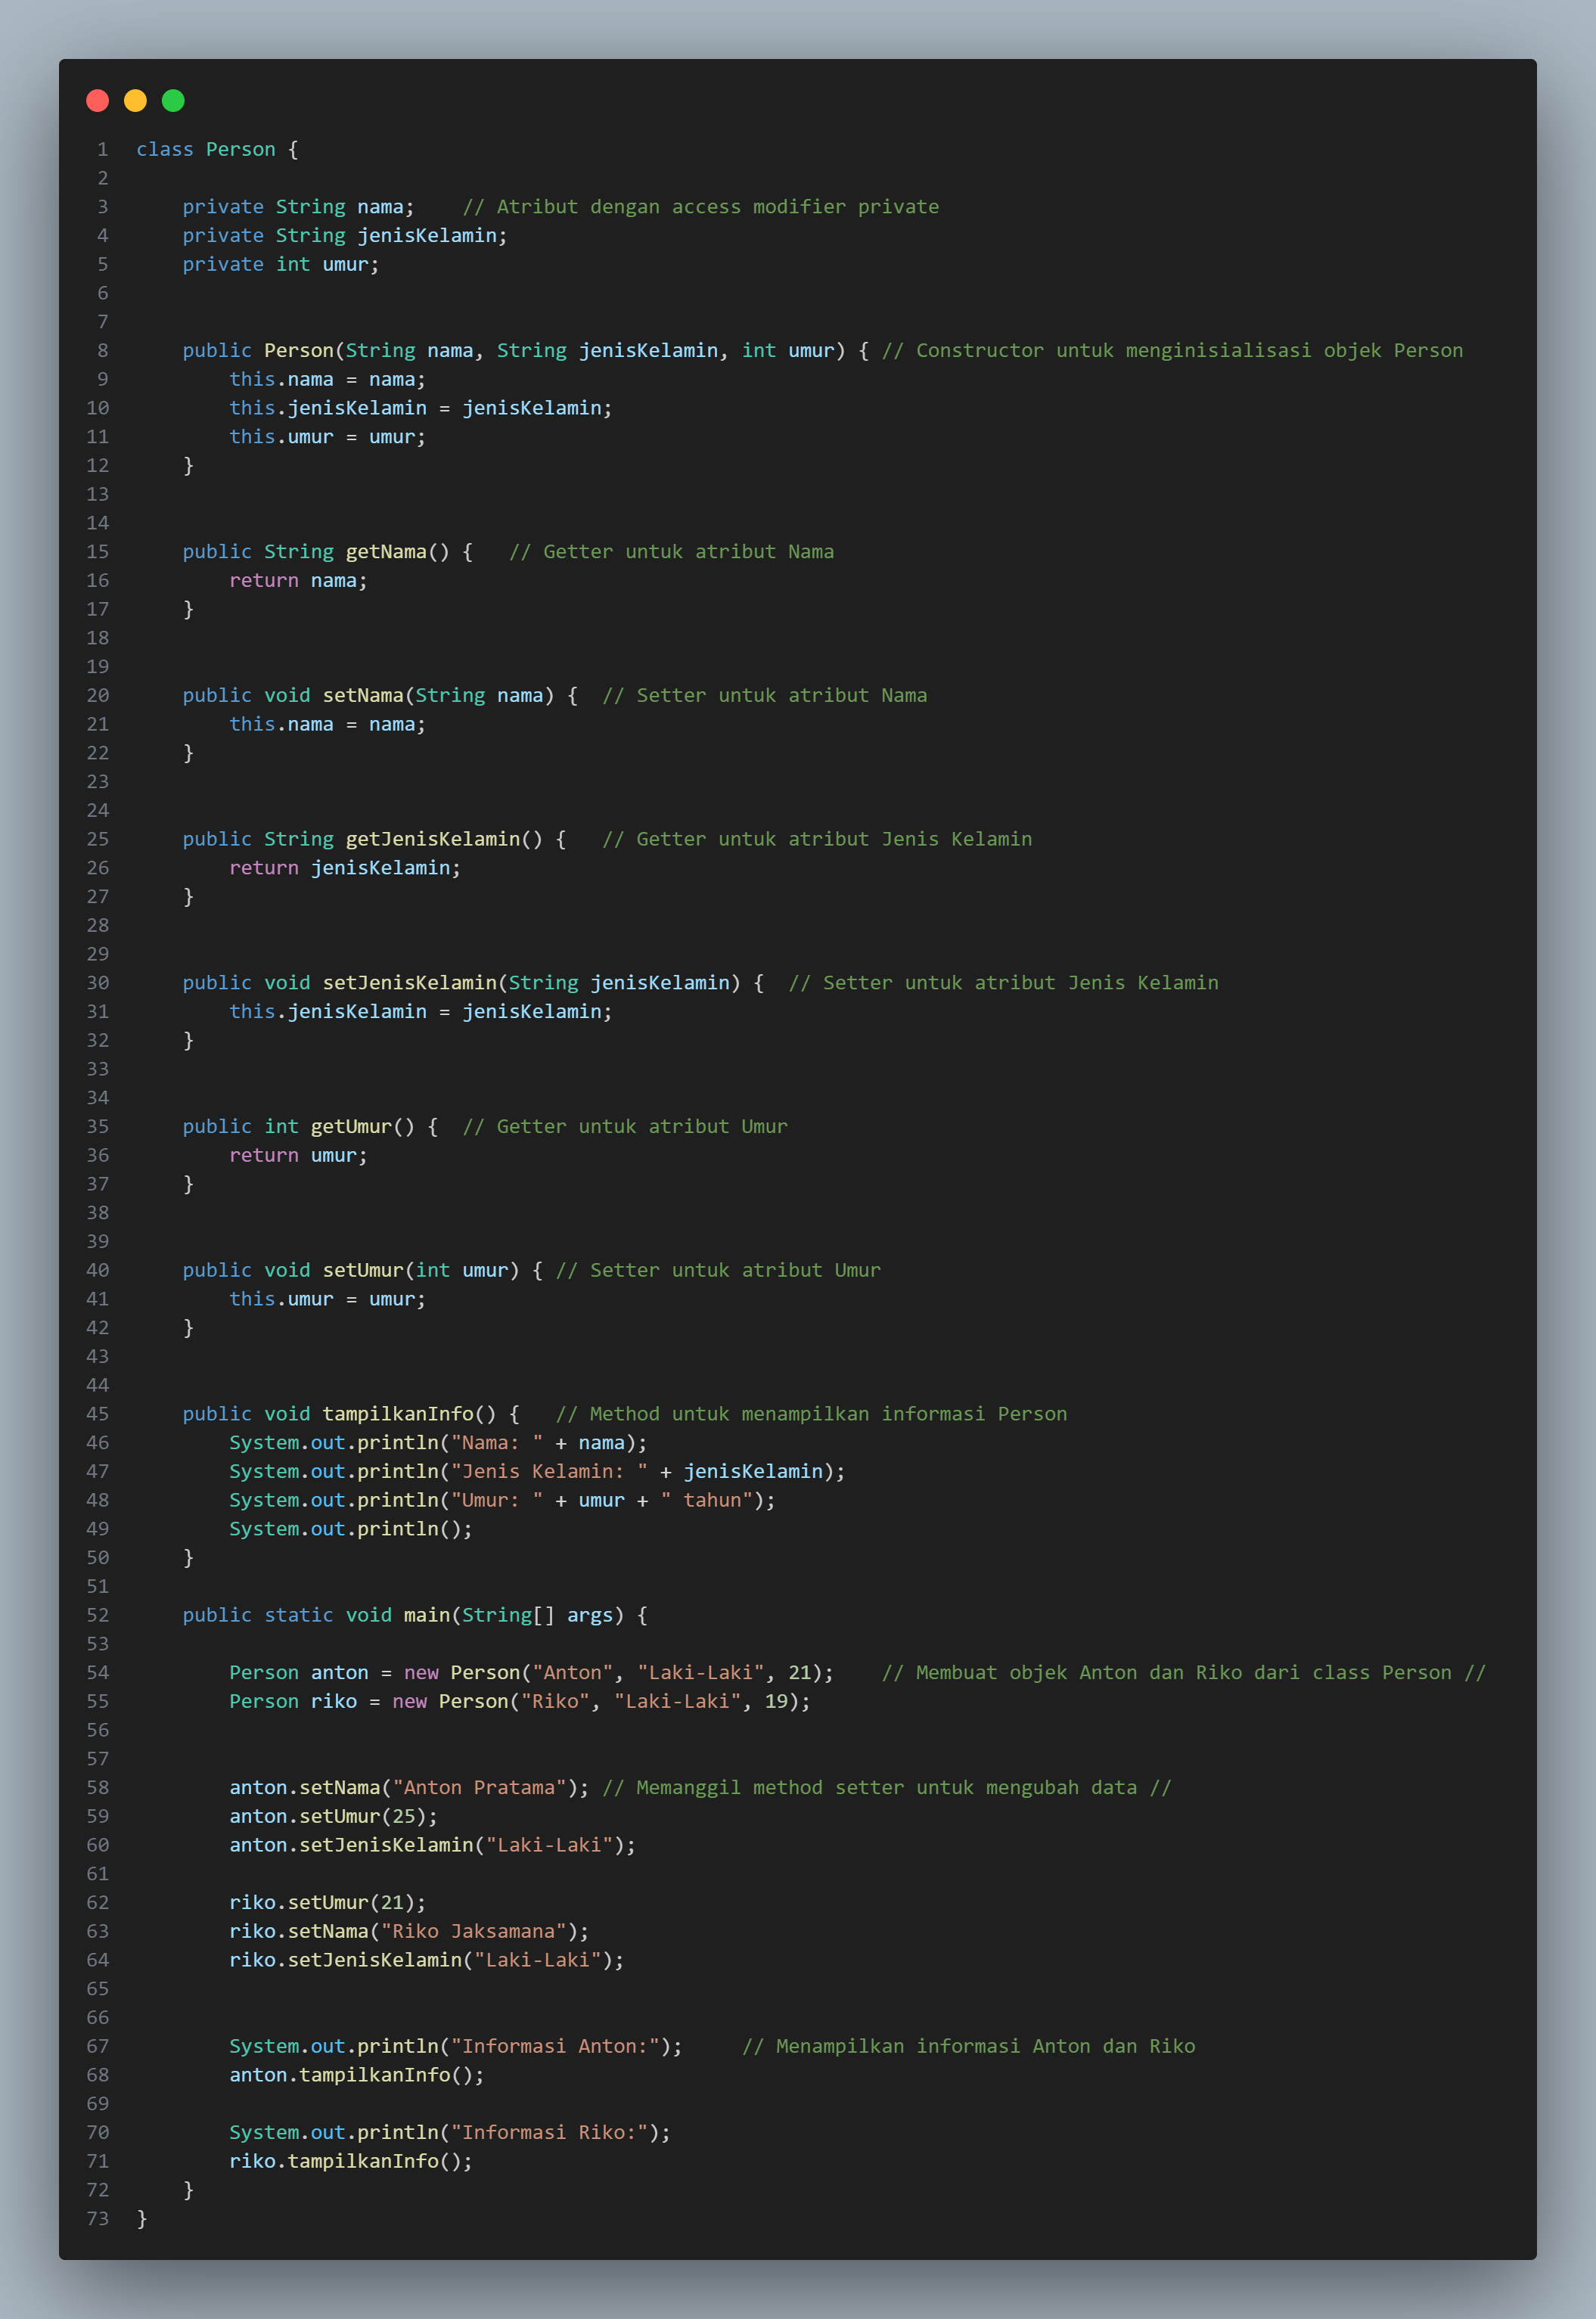 1 class Person {
2
3 private String nama;    // Atribut dengan access modifier private
4 private String jenisKelamin;
5 private int umur;
6
7
8 public Person(String nama, String jenisKelamin, int umur) { // Constructor untuk menginisialisasi objek Person
9 this.nama = nama;
10 this.jenisKelamin = jenisKelamin;
11 this.umur = umur;
12 }
13
14
15 public String getNama() {   // Getter untuk atribut Nama
16 return nama;
17 }
18
19
20 public void setNama(String nama) {  // Setter untuk atribut Nama
21 this.nama = nama;
22 }
23
24
25 public String getJenisKelamin() {   // Getter untuk atribut Jenis Kelamin
26 return jenisKelamin;
27 }
28
29
30 public void setJenisKelamin(String jenisKelamin) {  // Setter untuk atribut Jenis Kelamin
31 this.jenisKelamin = jenisKelamin;
32 }
33
34
35 public int getUmur() {  // Getter untuk atribut Umur
36 return umur;
37 }
38
39
40 public void setUmur(int umur) { // Setter untuk atribut Umur
41 this.umur = umur;
42 }
43
44
45 public void tampilkanInfo() {   // Method untuk menampilkan informasi Person
46 System.out.println("Nama: " + nama);
47 System.out.println("Jenis Kelamin: " + jenisKelamin);
48 System.out.println("Umur: " + umur + " tahun");
49 System.out.println();
50 }
51
52 public static void main(String[] args) {
53
54 Person anton = new Person("Anton", "Laki-Laki", 21);    // Membuat objek Anton dan Riko dari class Person //
55 Person riko = new Person("Riko", "Laki-Laki", 19);
56
57
58 anton.setNama("Anton Pratama"); // Memanggil method setter untuk mengubah data //
59 anton.setUmur(25);
60 anton.setJenisKelamin("Laki-Laki");
61
62 riko.setUmur(21);
63 riko.setNama("Riko Jaksamana");
64 riko.setJenisKelamin("Laki-Laki");
65
66
67 System.out.println("Informasi Anton:");     // Menampilkan informasi Anton dan Riko
68 anton.tampilkanInfo();
69
70 System.out.println("Informasi Riko:");
71 riko.tampilkanInfo();
72 }
73 }